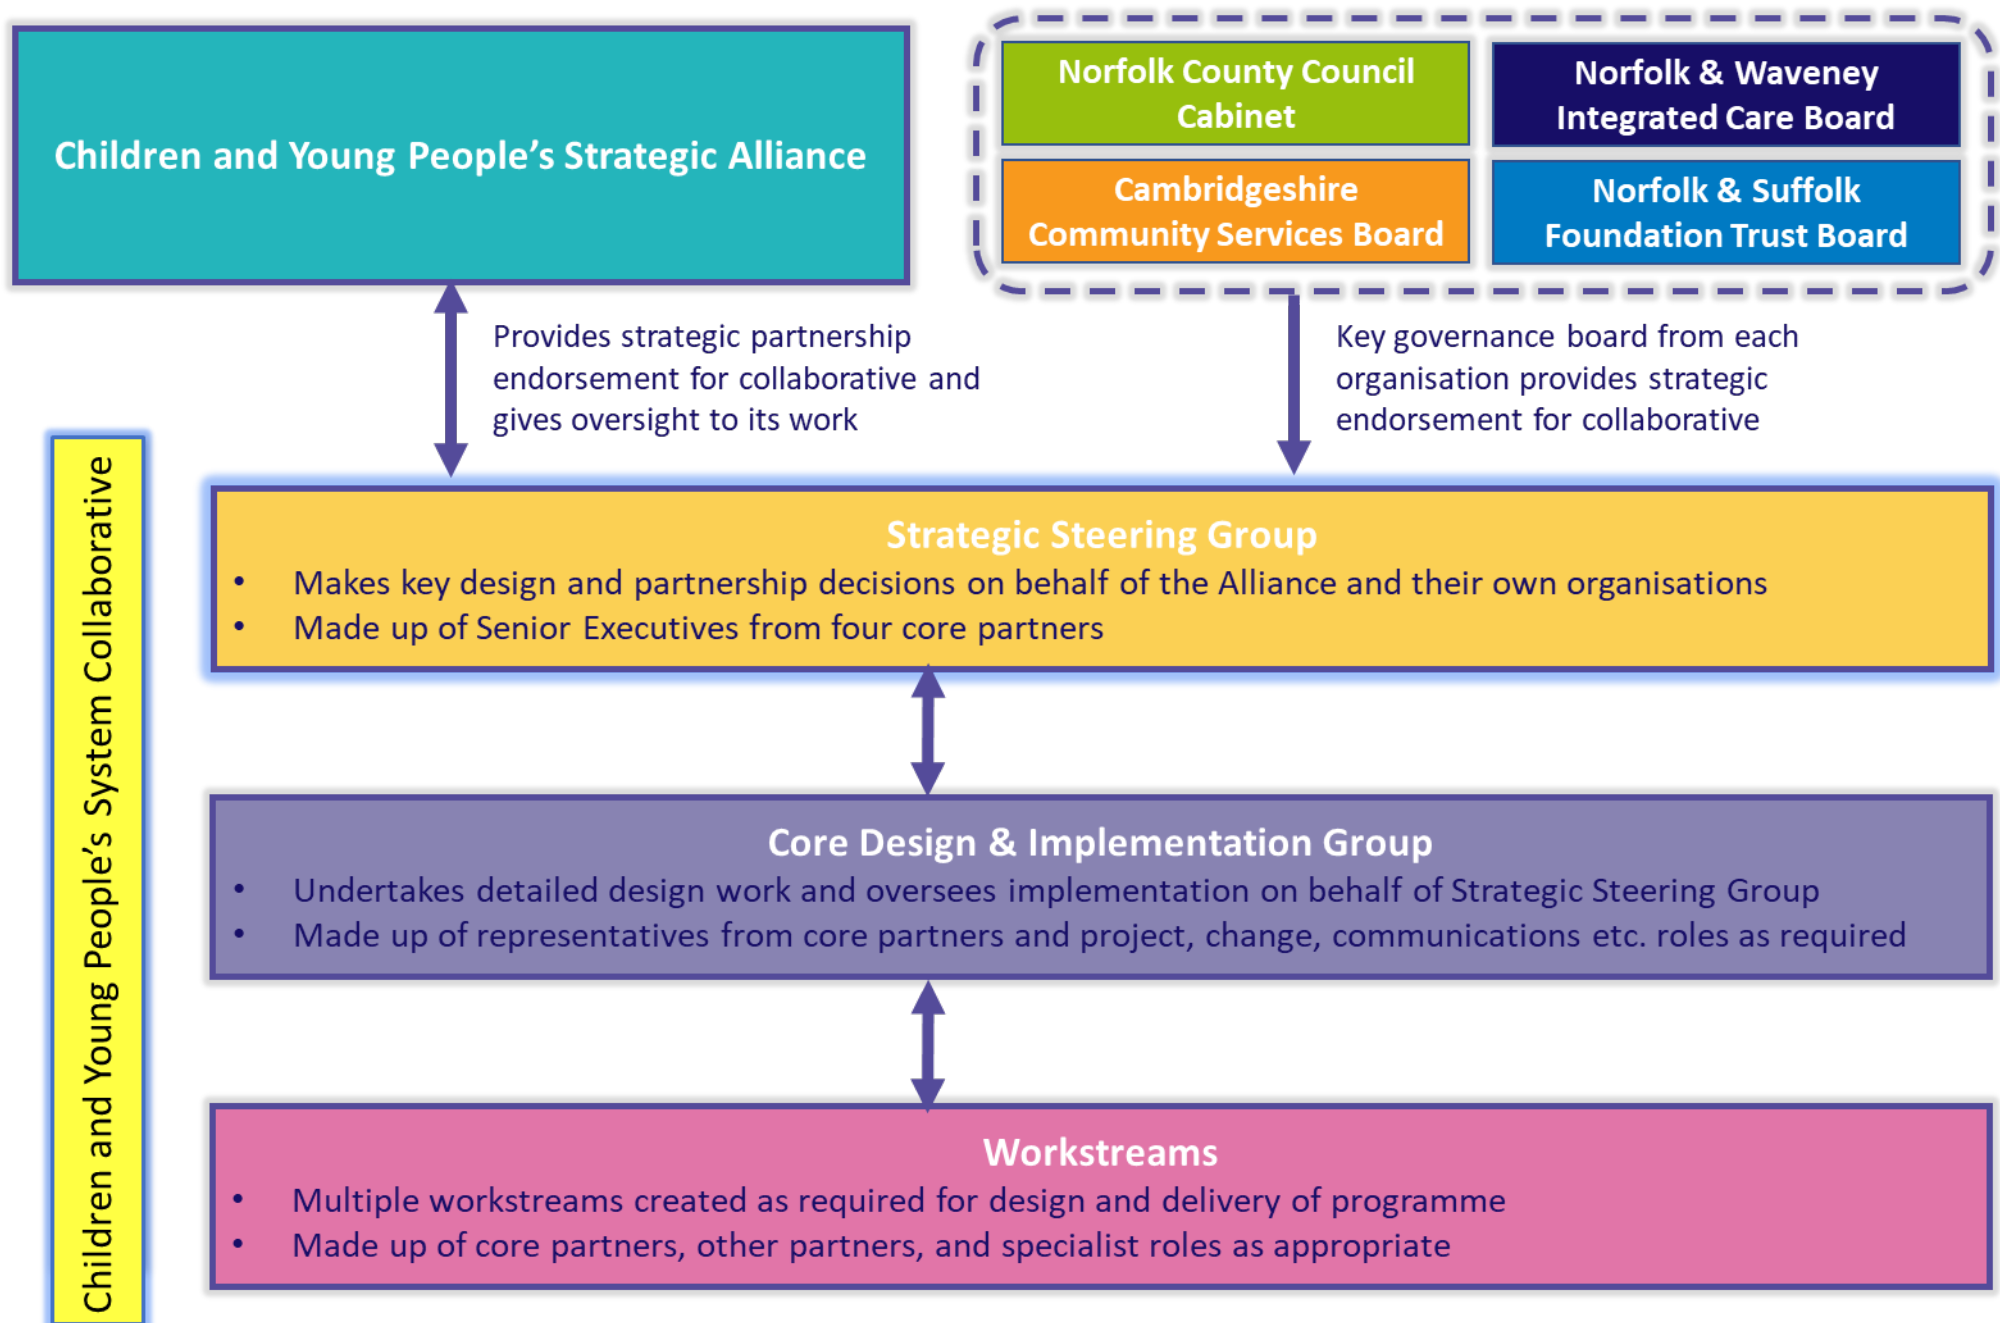 Children and Young People’s Strategic Alliance
Norfolk County Council
Cabinet
Norfolk & Waveney
Integrated Care Board
Cambridgeshire
Community Services Board
Norfolk & Suffolk
Foundation Trust Board
Provides strategic partnership
endorsement for collaborative and
gives oversight to its work
Key governance board from each
organisation provides strategic
endorsement for collaborative
Children and Young People’s System Collaborative
Strategic Steering Group
• Makes key design and partnership decisions on behalf of the Alliance and their own organisations
• Made up of Senior Executives from four core partners
Core Design & Implementation Group
• Undertakes detailed design work and oversees implementation on behalf of Strategic Steering Group
• Made up of representatives from core partners and project, change, communications etc. roles as required
Workstreams
• Multiple workstreams created as required for design and delivery of programme
• Made up of core partners, other partners, and specialist roles as appropriate